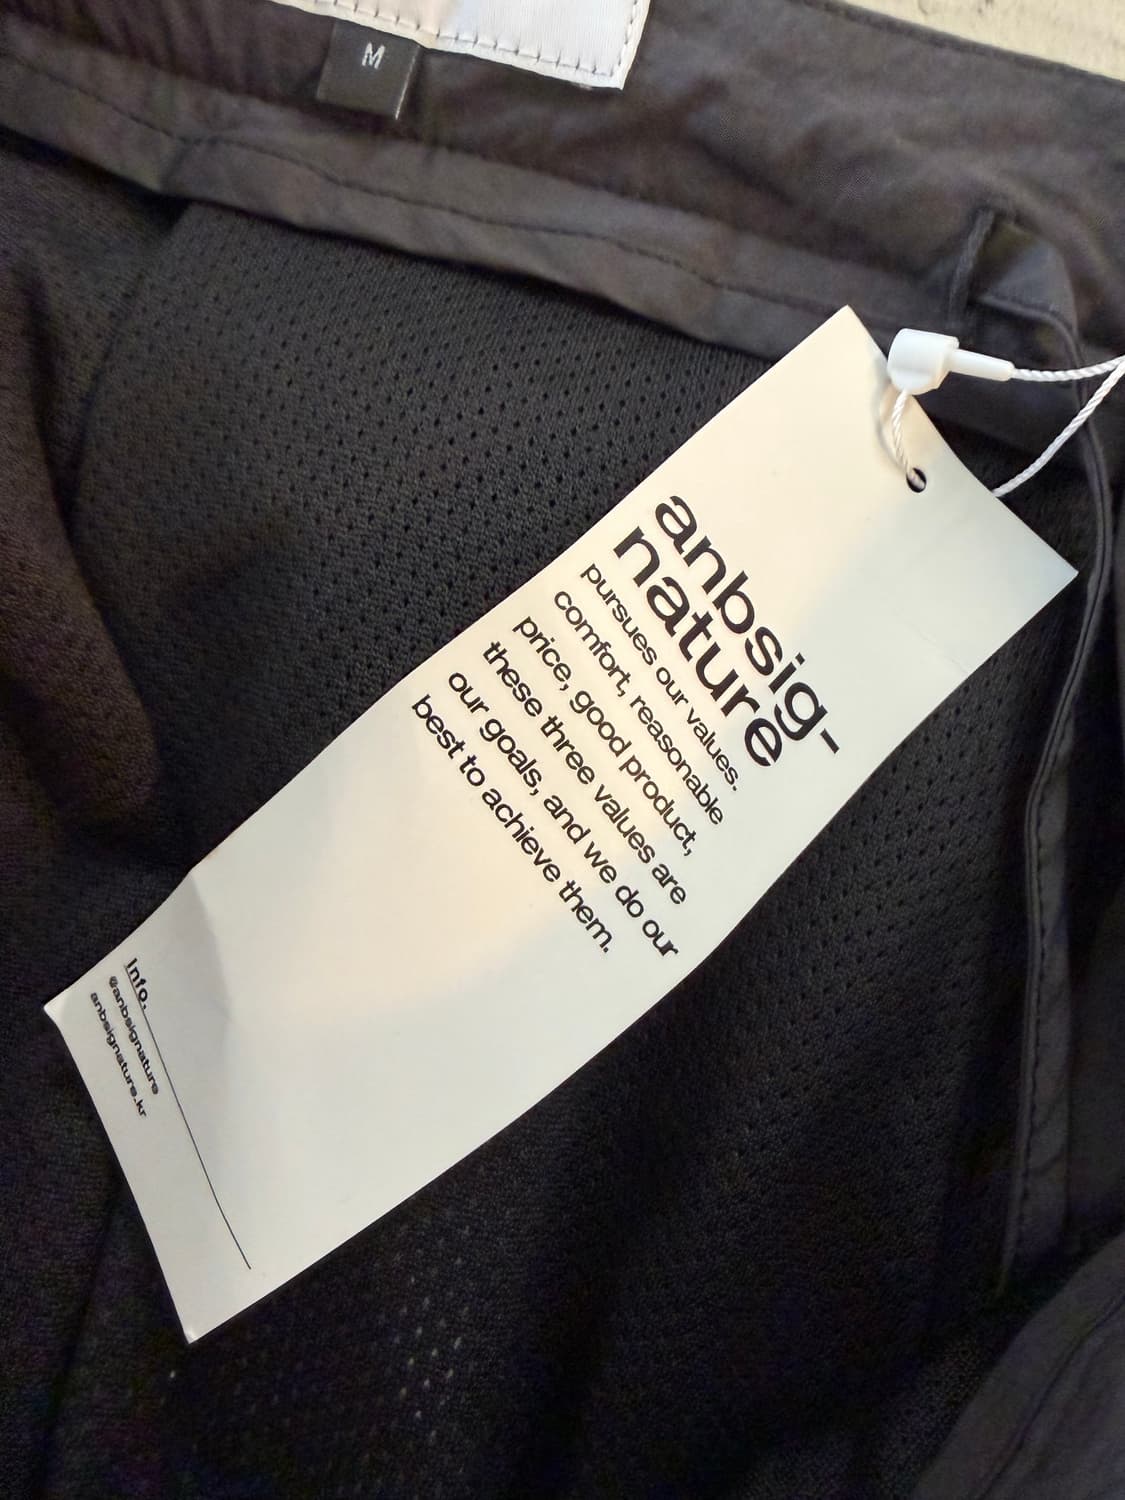 M
anbsig-
nature
pursues our values.
comfort, reasonable
price, good product,
these three values are
our goals, and we do our
best to achieve them.
Info.
@anbsignature
anbsignature.kr